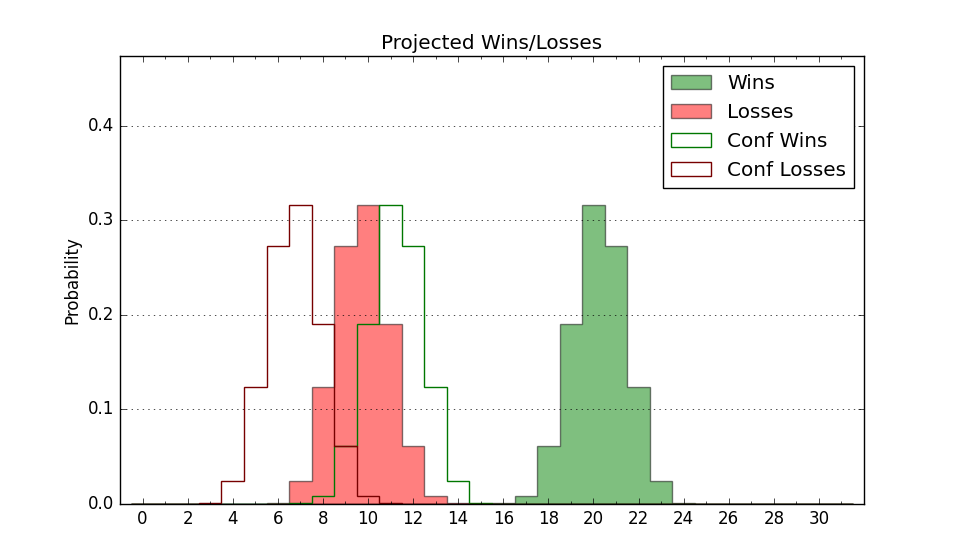 Projected Wins/Losses
Wins
Losses
Conf Wins
Conf Losses
Probability
0.4
0.3
0.2
0.1
0.0
0 2 4 6 8 10 12 14 16 18 20 22 24 26 28 30